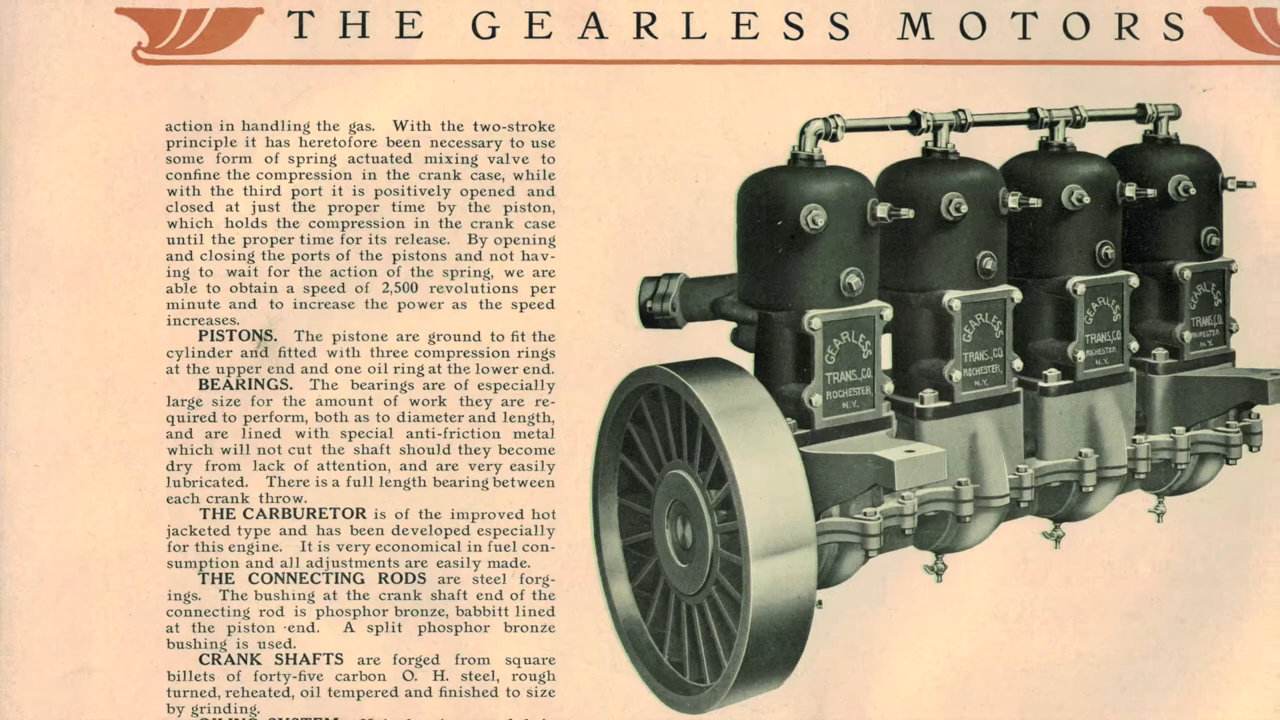 THE GEARLESS MOTORS
action in handling the gas. With the two-stroke
principle it has heretofore been necessary to use
some form of spring actuated mixing valve to
confine the compression in the crank case, while
with the third port it is positively opened and
closed at just the proper time by the piston,
which holds the compression in the crank case
until the proper time for its release. By opening
and closing the ports of the pistons and not hav-
ing to wait for the action of the spring, we are
able to obtain a speed of 2,500 revolutions per
minute and to increase the power as the speed
increases.
PISTONS. The pistone are ground to fit the
cylinder and fitted with three compression rings
at the upper end and one oil ring at the lower end.
BEARINGS. The bearings are of especially
large size for the amount of work they are re-
quired to perform, both as to diameter and length,
and are lined with special anti-friction metal
which will not cut the shaft should they become
dry from lack of attention, and are very easily
lubricated. There is a full length bearing between
each crank throw.
THE CARBURETOR is of the improved hot
jacketed type and has been developed especially
for this engine. It is very economical in fuel con-
sumption and all adjustments are easily made.
THE CONNECTING RODS are steel forg-
ings. The bushing at the crank shaft end of the
connecting rod is phosphor bronze, babbitt lined
at the piston end. A split phosphor bronze
bushing is used.
CRANK SHAFTS are forged from square
billets of forty-five carbon O. H. steel, rough
turned, reheated, oil tempered and finished to size
by grinding.
GEARLESS
TRANS., CO.
ROCHESTER,
N.Y.
GEARLESS
TRANS., CO.
ROCHESTER,
N.Y.
GEARLESS
TRANS, CO.
ROCHESTER,
N.Y.
GEARLESS
TRANS, CO.
ROCHESTER,
N.Y.